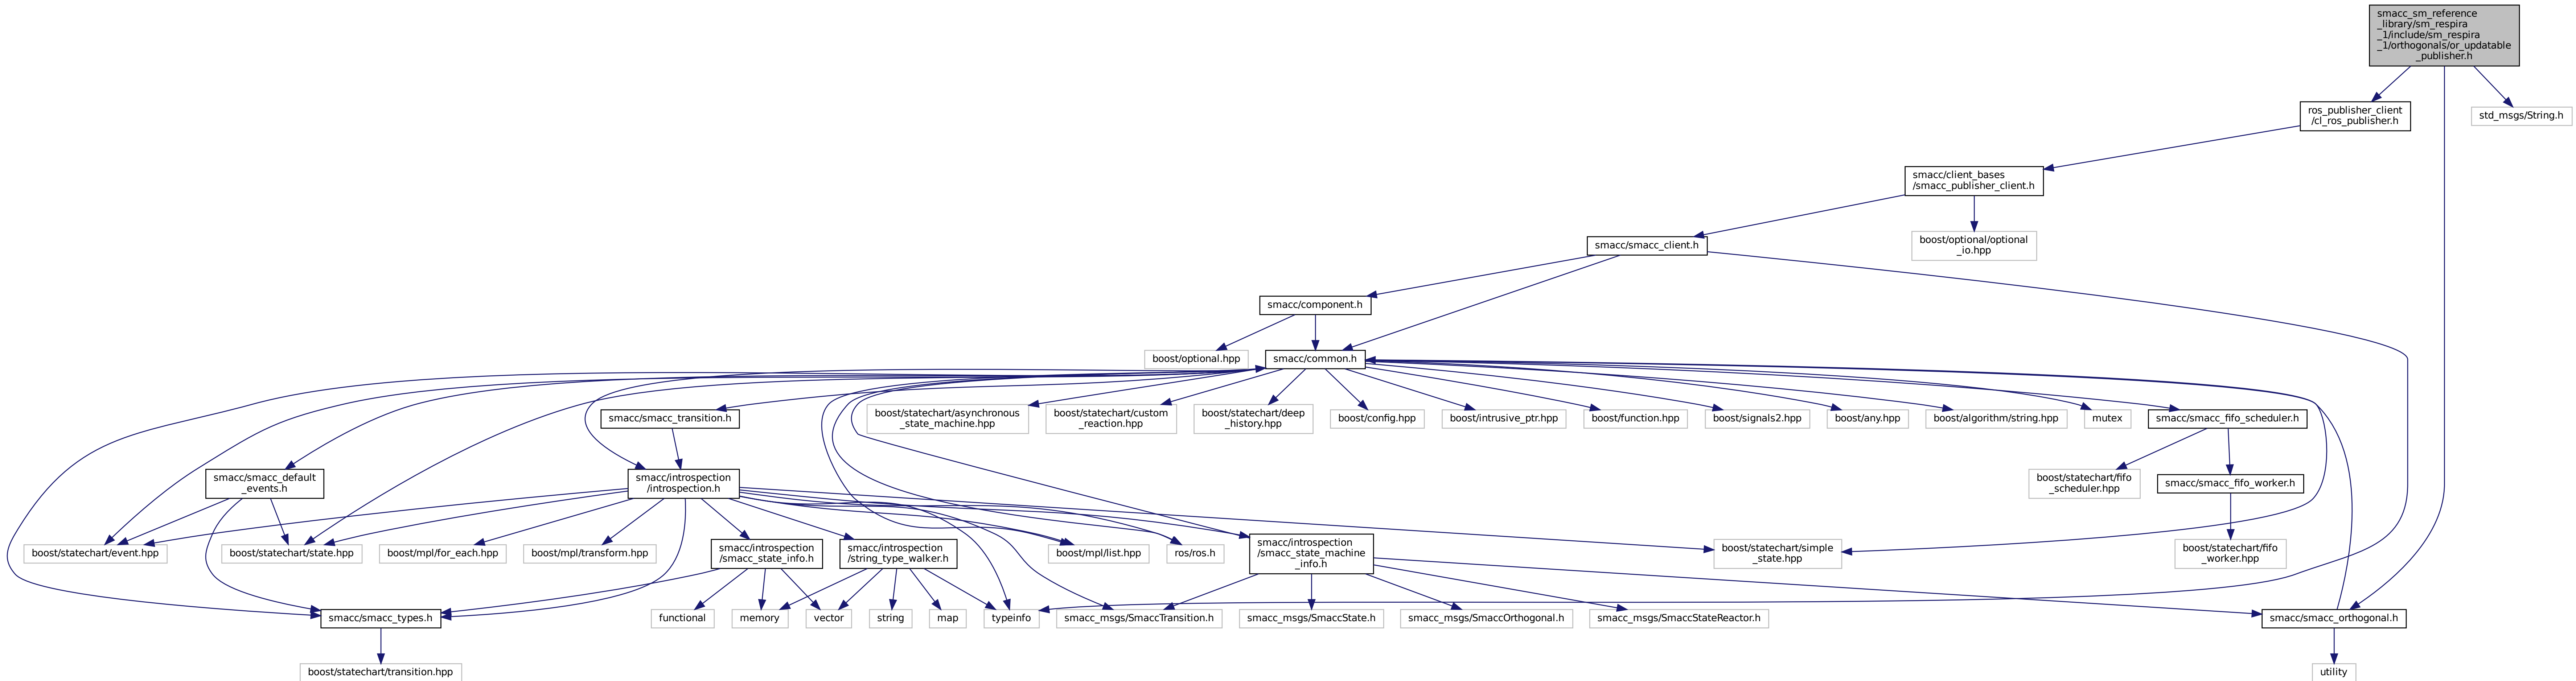 smacc_sm_reference
_library/sm_respira
_1/include/sm_respira
_1/orthogonals/or_updatable
_publisher.h
ros_publisher_client
/cl_ros_publisher.h
std_msgs/String.h
smacc/client_bases
/smacc_publisher_client.h
smacc/smacc_client.h
boost/optional/optional
_io.hpp
smacc/component.h
boost/optional.hpp
smacc/common.h
smacc/smacc_transition.h
boost/statechart/asynchronous
_state_machine.hpp
boost/statechart/custom
_reaction.hpp
boost/statechart/deep
_history.hpp
boost/config.hpp
boost/intrusive_ptr.hpp
boost/function.hpp
boost/signals2.hpp
boost/any.hpp
boost/algorithm/string.hpp
mutex
smacc/smacc_fifo_scheduler.h
smacc/smacc_default
_events.h
smacc/introspection
/introspection.h
boost/statechart/fifo
_scheduler.hpp
smacc/smacc_fifo_worker.h
boost/statechart/event.hpp
boost/statechart/state.hpp
boost/mpl/for_each.hpp
boost/mpl/transform.hpp
smacc/introspection
/smacc_state_info.h
smacc/introspection
/string_type_walker.h
boost/mpl/list.hpp
ros/ros.h
smacc/introspection
/smacc_state_machine
_info.h
boost/statechart/simple
_state.hpp
boost/statechart/fifo
_worker.hpp
smacc/smacc_types.h
functional
memory
vector
string
map
typeinfo
smacc_msgs/SmaccTransition.h
smacc_msgs/SmaccState.h
smacc_msgs/SmaccOrthogonal.h
smacc_msgs/SmaccStateReactor.h
smacc/smacc_orthogonal.h
boost/statechart/transition.hpp
utility